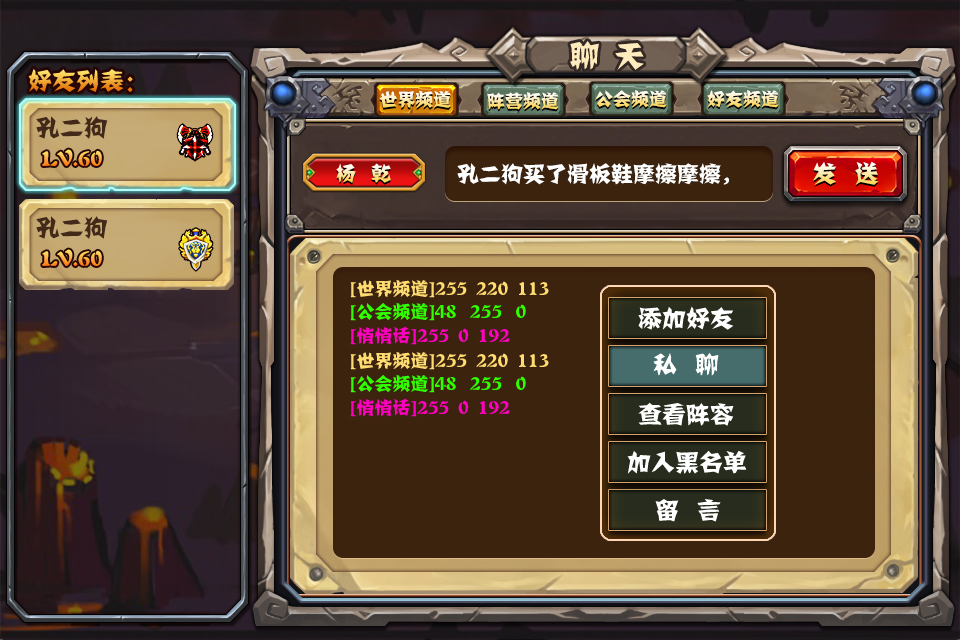 聊 天
好友列表：
孔二狗
LV.60
孔二狗
LV.60
世界频道
阵营频道
公会频道
好友频道
杨 乾
孔二狗买了滑板鞋摩擦摩擦，
发 送
[世界频道]255 220 113
[公会频道]48 255 0
[悄悄话]255 0 192
[世界频道]255 220 113
[公会频道]48 255 0
[悄悄话]255 0 192
添加好友
私 聊
查看阵容
加入黑名单
留 言